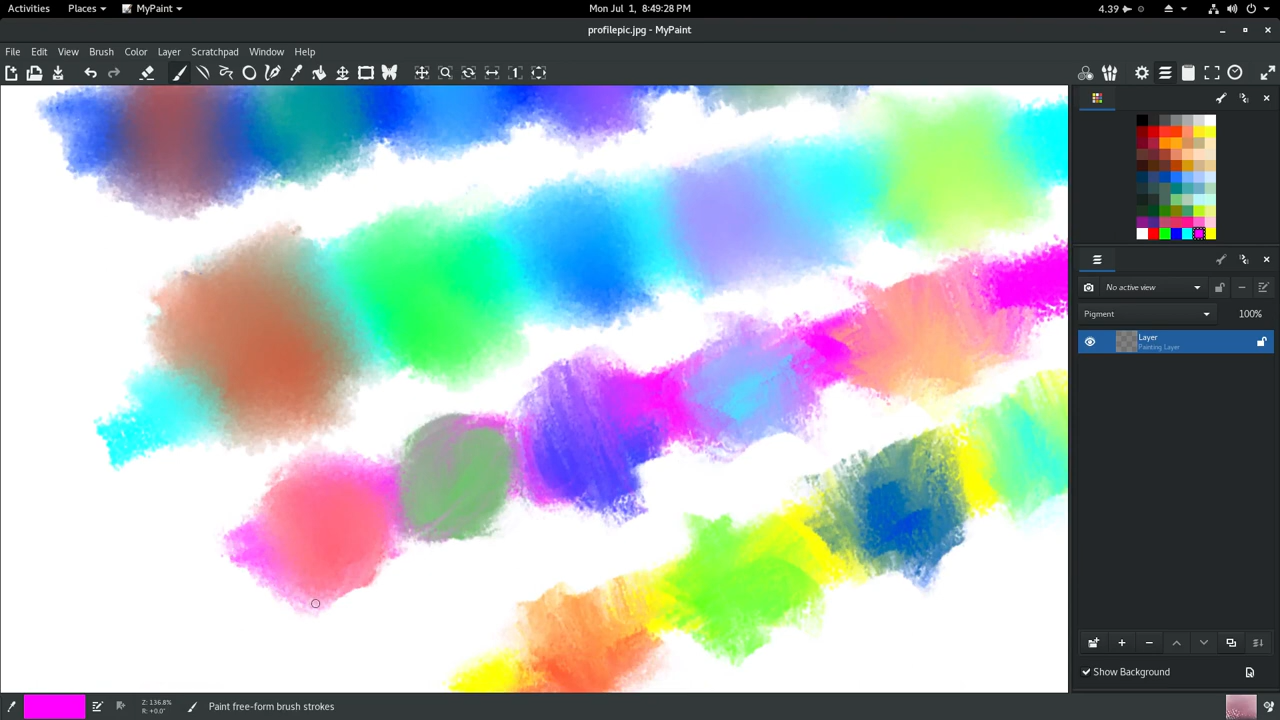 Activities Places MyPaint Mon Jul 1, 8:49:28 PM 4.39
profilepic.jpg - MyPaint
File Edit View Brush Color Layer Scratchpad Window Help
No active view
Pigment 100%
Layer
Painting Layer
Show Background
Z: 136.8%
R: +0.0° Paint free-form brush strokes